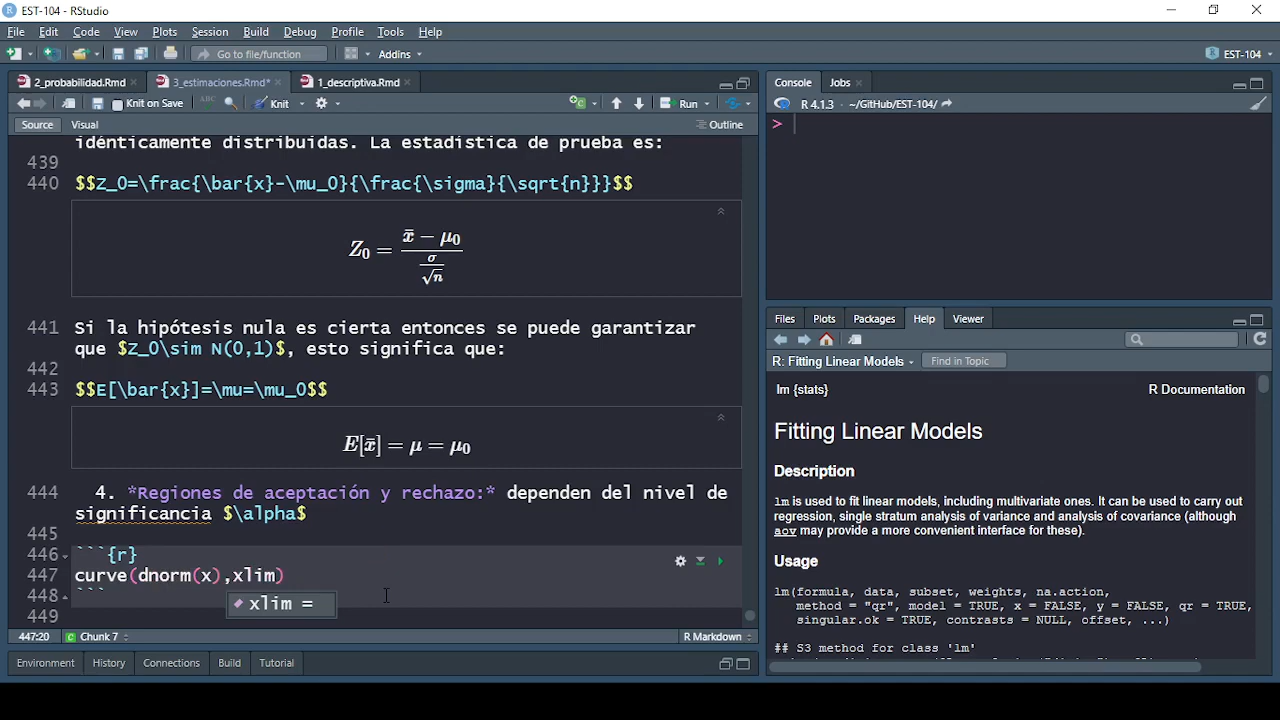 EST-104 - RStudio
File Edit Code View Plots Session Build Debug Profile Tools Help
Go to file/function Addins EST-104
2_probabilidad.Rmd 3_estimaciones.Rmd* 1_descriptiva.Rmd
Knit on Save ABC Knit Run
Source Visual Outline
idénticamente distribuidas. La estadística de prueba es:
439
440 $$Z_0=\frac{\bar{x}-\mu_0}{\frac{\sigma}{\sqrt{n}}}$$
Z₀ = (x̄ − μ₀)/(σ/√n)
441 Si la hipótesis nula es cierta entonces se puede garantizar
que $Z_0\sim N(0,1)$, esto significa que:
442
443 $$E[\bar{x}]=\mu=\mu_0$$
E[x̄] = μ = μ₀
444 4. *Regiones de aceptación y rechazo:* dependen del nivel de
significancia $\alpha$
445
446 ```{r}
447 curve(dnorm(x),xlim)
448 ```
xlim =
449
447:20 Chunk 7 R Markdown
Environment History Connections Build Tutorial
Console Jobs
R 4.1.3 · ~/GitHub/EST-104/
>
Files Plots Packages Help Viewer
R: Fitting Linear Models Find in Topic
lm {stats} R Documentation
Fitting Linear Models
Description
lm is used to fit linear models, including multivariate ones. It can be used to carry out
regression, single stratum analysis of variance and analysis of covariance (although
aov may provide a more convenient interface for these).
Usage
lm(formula, data, subset, weights, na.action,
method = "qr", model = TRUE, x = FALSE, y = FALSE, qr = TRUE,
singular.ok = TRUE, contrasts = NULL, offset, ...)
## S3 method for class 'lm'